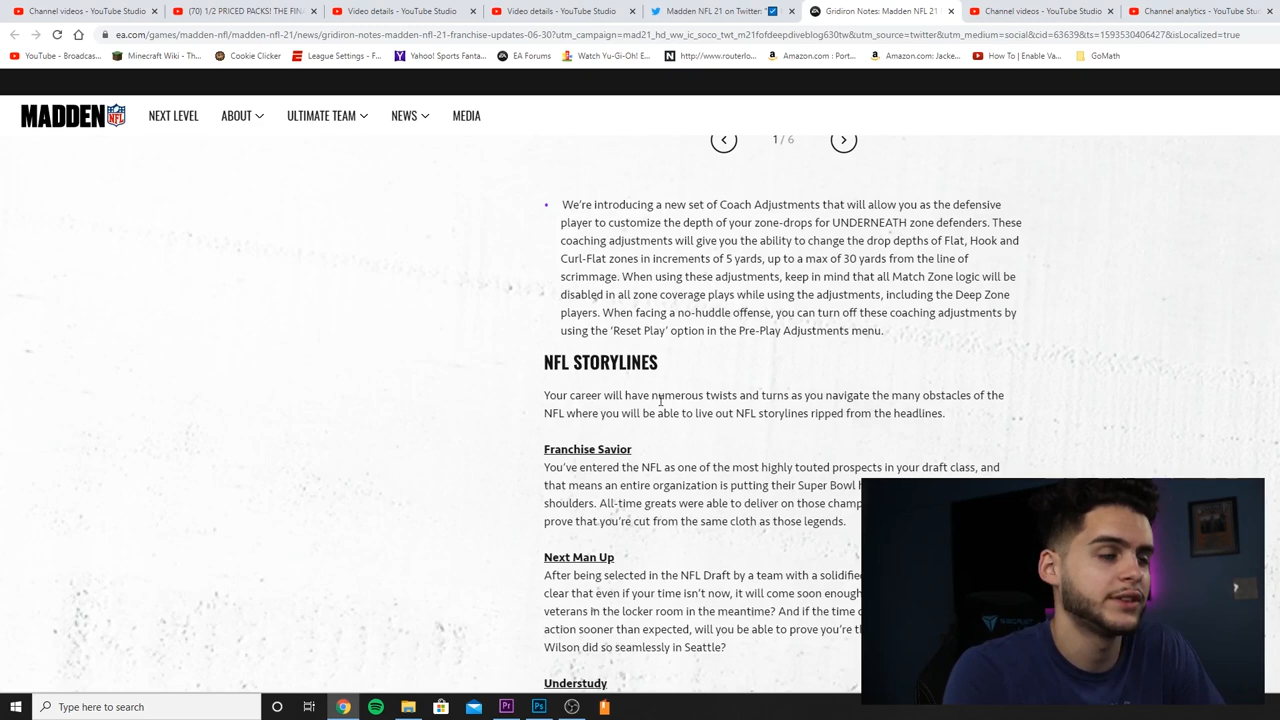 Channel videos - YouTube Studio
(70) 1/2 PRICED PACKS! THE FINA
Video details - YouTube Studio
Video details - YouTube Studio
Madden NFL 21 on Twitter: "
Gridiron Notes: Madden NFL 21
Channel videos - YouTube Studio
Channel analytics - YouTube Stu
ea.com/games/madden-nfl/madden-nfl-21/news/gridiron-notes-madden-nfl-21-franchise-updates-06-30?utm_campaign=mad21_hd_ww_ic_soco_twt_m21fofdeepdiveblog630tw&utm_source=twitter&utm_medium=social&cid=63639&ts=1593530406427&isLocalized=true
YouTube - Broadcas...
Minecraft Wiki - Th...
Cookie Clicker
League Settings - F...
Yahoo! Sports Fanta...
EA Forums
Watch Yu-Gi-Oh! E...
http://www.routerlo...
Amazon.com : Port...
Amazon.com: Jacke...
How To | Enable Va...
GoMath
MADDEN NFL
NEXT LEVEL
ABOUT
ULTIMATE TEAM
NEWS
MEDIA
1 / 6
• We're introducing a new set of Coach Adjustments that will allow you as the defensive
player to customize the depth of your zone-drops for UNDERNEATH zone defenders. These
coaching adjustments will give you the ability to change the drop depths of Flat, Hook and
Curl-Flat zones in increments of 5 yards, up to a max of 30 yards from the line of
scrimmage. When using these adjustments, keep in mind that all Match Zone logic will be
disabled in all zone coverage plays while using the adjustments, including the Deep Zone
players. When facing a no-huddle offense, you can turn off these coaching adjustments by
using the 'Reset Play' option in the Pre-Play Adjustments menu.
NFL STORYLINES
Your career will have numerous twists and turns as you navigate the many obstacles of the
NFL where you will be able to live out NFL storylines ripped from the headlines.
Franchise Savior
You've entered the NFL as one of the most highly touted prospects in your draft class, and
that means an entire organization is putting their Super Bowl
shoulders. All-time greats were able to deliver on those champ
prove that you're cut from the same cloth as those legends.
Next Man Up
After being selected in the NFL Draft by a team with a solidifie
clear that even if your time isn't now, it will come soon enough
veterans in the locker room in the meantime? And if the time
action sooner than expected, will you be able to prove you're
Wilson did so seamlessly in Seattle?
Understudy
Type here to search